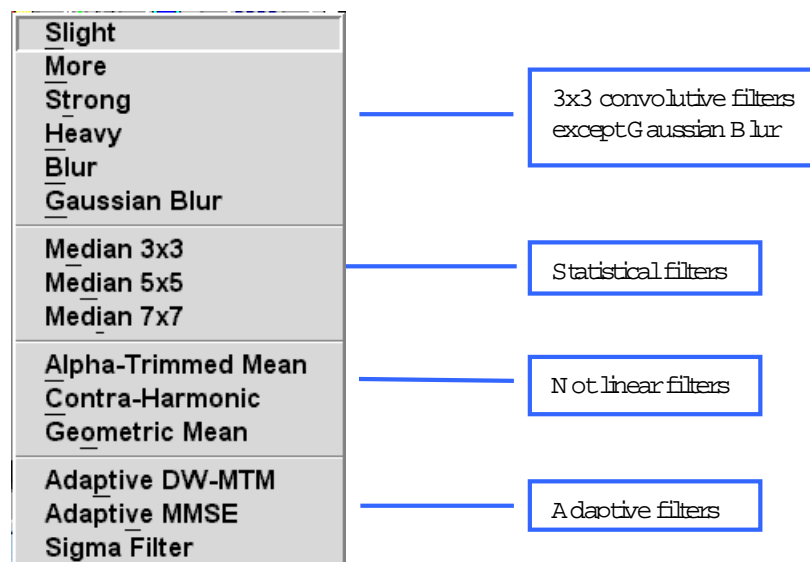 Slight
More
Strong
Heavy
Blur
Gaussian Blur
Median 3x3
Median 5x5
Median 7x7
Alpha-Trimmed Mean
Contra-Harmonic
Geometric Mean
Adaptive DW-MTM
Adaptive MMSE
Sigma Filter
3x3 convolutive filters
except Gaussian Blur
Statistical filters
Not linear filters
Adaptive filters